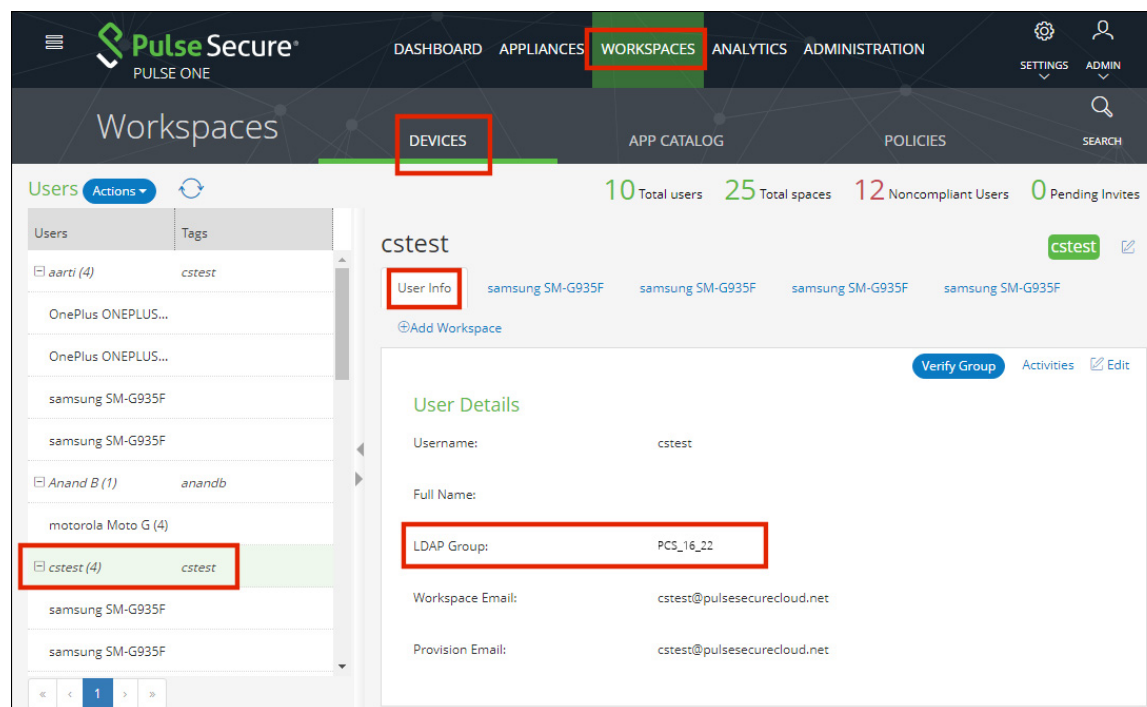 Pulse Secure®
PULSE ONE
DASHBOARD APPLIANCES WORKSPACES ANALYTICS ADMINISTRATION
SETTINGS ADMIN
Workspaces
DEVICES APP CATALOG POLICIES
SEARCH
Users Actions
10 Total users 25 Total spaces 12 Noncompliant Users 0 Pending Invites
Users Tags
aarti (4) cstest
OnePlus ONEPLUS...
OnePlus ONEPLUS...
samsung SM-G935F
samsung SM-G935F
Anand B (1) anandb
motorola Moto G (4)
cstest (4) cstest
samsung SM-G935F
samsung SM-G935F
« ‹ 1 › »
cstest cstest
User Info samsung SM-G935F samsung SM-G935F samsung SM-G935F samsung SM-G935F
Add Workspace
Verify Group Activities Edit
User Details
Username: cstest
Full Name:
LDAP Group: PCS_16_22
Workspace Email: cstest@pulsesecurecloud.net
Provision Email: cstest@pulsesecurecloud.net